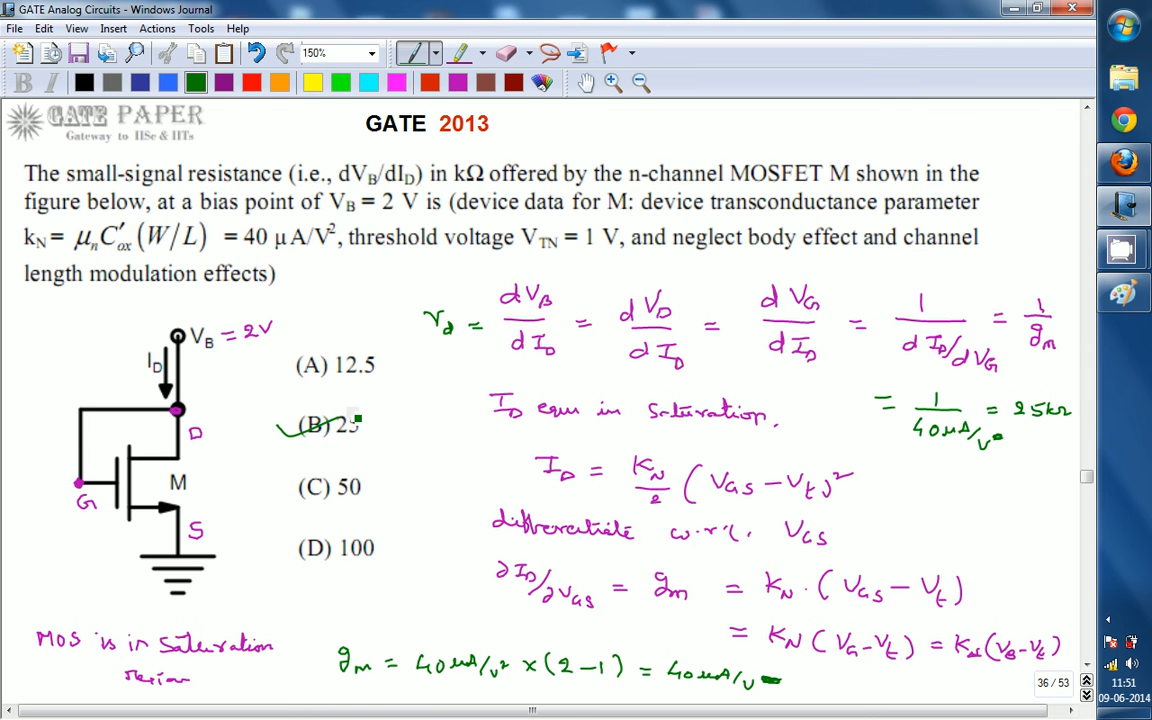 GATE Analog Circuits - Windows Journal
File Edit View Insert Actions Tools Help
150%
B I
GATE PAPER
Gateway to IISc & IITs
GATE 2013
The small-signal resistance (i.e., dV_B/dI_D) in kΩ offered by the n-channel MOSFET M shown in the
figure below, at a bias point of V_B = 2 V is (device data for M: device transconductance parameter
k_N = μ_n C'_ox (W/L) = 40 μA/V², threshold voltage V_TN = 1 V, and neglect body effect and channel
length modulation effects)
V_B = 2V
I_D
D
G
M
S
(A) 12.5
(B) 25
(C) 50
(D) 100
r_d = dV_B/dI_D = dV_D/dI_D = dV_G/dI_D = 1/(dI_D/dV_G) = 1/g_m
= 1/(40μA/V) = 25kΩ
I_D equn in saturation,
I_D = K_N/2 (V_GS - V_t)²
differentiate w.r.t. V_GS
∂I_D/∂V_GS = g_m = K_N . (V_GS - V_t)
= K_N (V_G - V_t) = K_N (V_B - V_t)
MOS is in Saturation
g_m = 40μA/V² × (2-1) = 40μA/V
36 / 53
11:51
09-06-2014